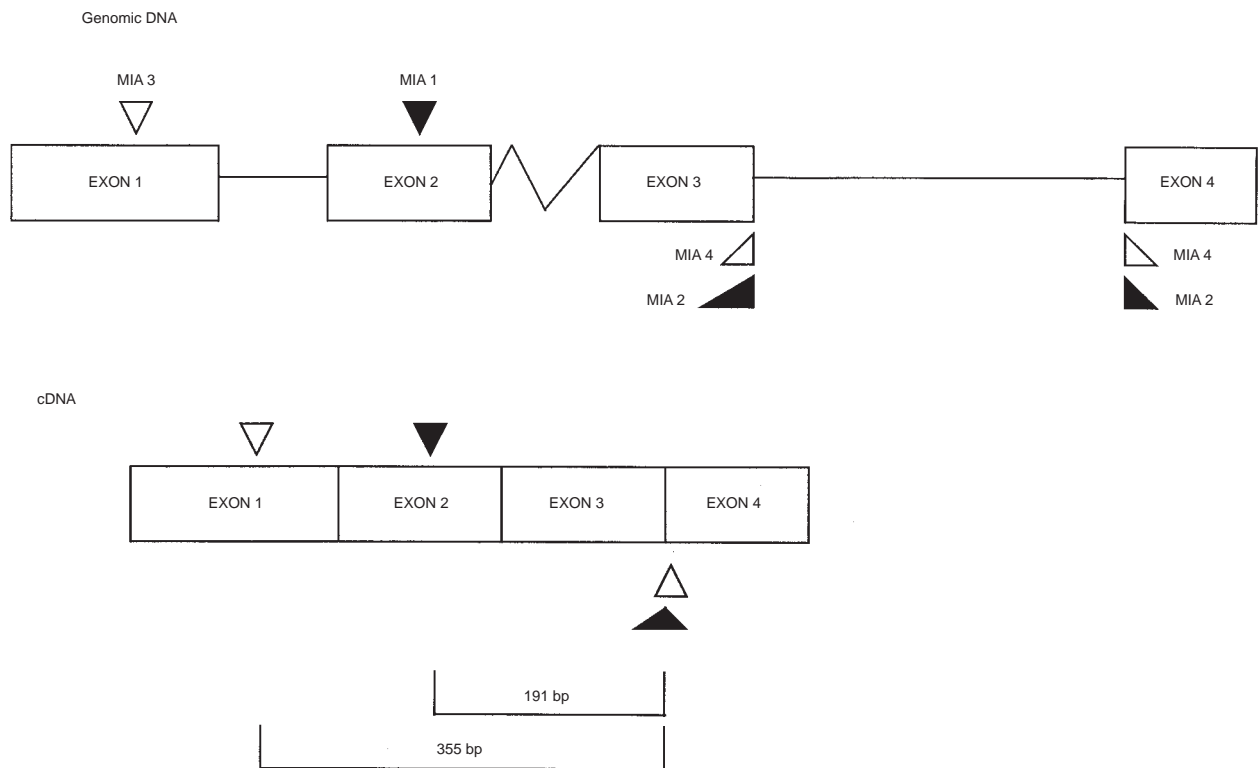 Genomic DNA
MIA 3
MIA 1
EXON 1
EXON 2
EXON 3
EXON 4
MIA 4
MIA 4
MIA 2
MIA 2
cDNA
EXON 1
EXON 2
EXON 3
EXON 4
191 bp
355 bp